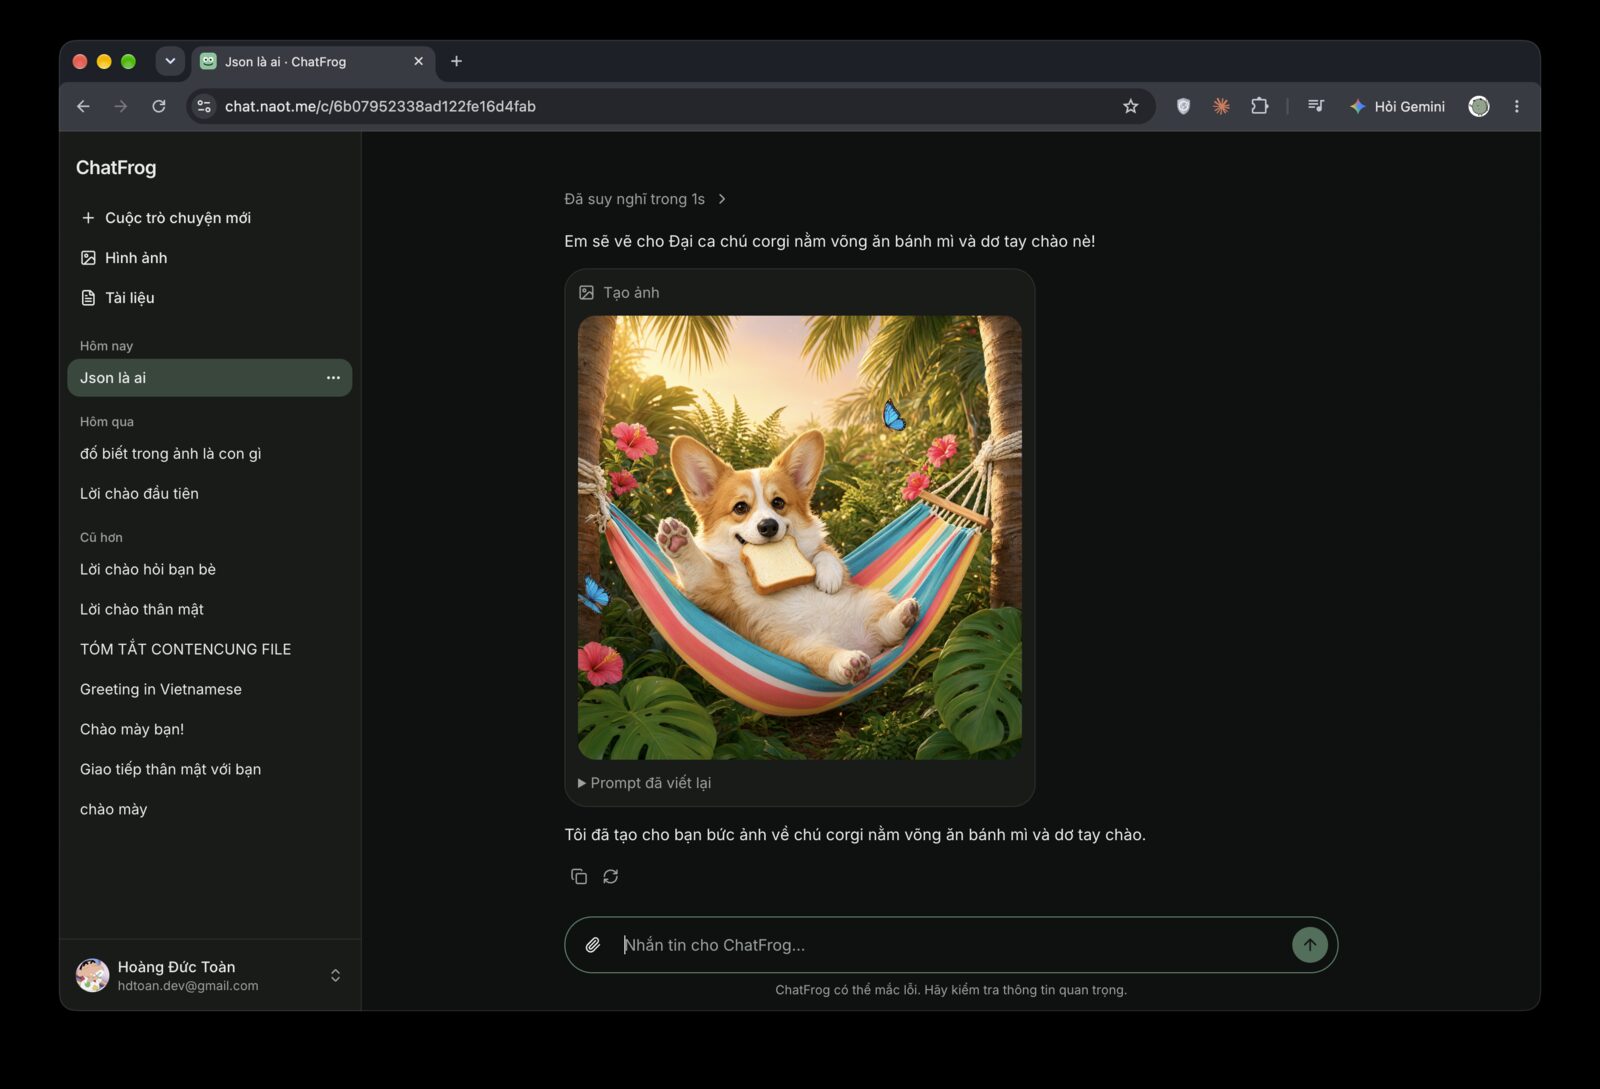 Json là ai · ChatFrog
chat.naot.me/c/6b07952338ad122fe16d4fab
Hỏi Gemini
ChatFrog
Cuộc trò chuyện mới
Hình ảnh
Tài liệu
Hôm nay
Json là ai
Hôm qua
đố biết trong ảnh là con gì
Lời chào đầu tiên
Cũ hơn
Lời chào hỏi bạn bè
Lời chào thân mật
TÓM TẮT CONTENCUNG FILE
Greeting in Vietnamese
Chào mày bạn!
Giao tiếp thân mật với bạn
chào mày
Hoàng Đức Toàn
hdtoan.dev@gmail.com
Đã suy nghĩ trong 1s
Em sẽ vẽ cho Đại ca chú corgi nằm võng ăn bánh mì và dơ tay chào nè!
Tạo ảnh
Prompt đã viết lại
Tôi đã tạo cho bạn bức ảnh về chú corgi nằm võng ăn bánh mì và dơ tay chào.
Nhắn tin cho ChatFrog...
ChatFrog có thể mắc lỗi. Hãy kiểm tra thông tin quan trọng.